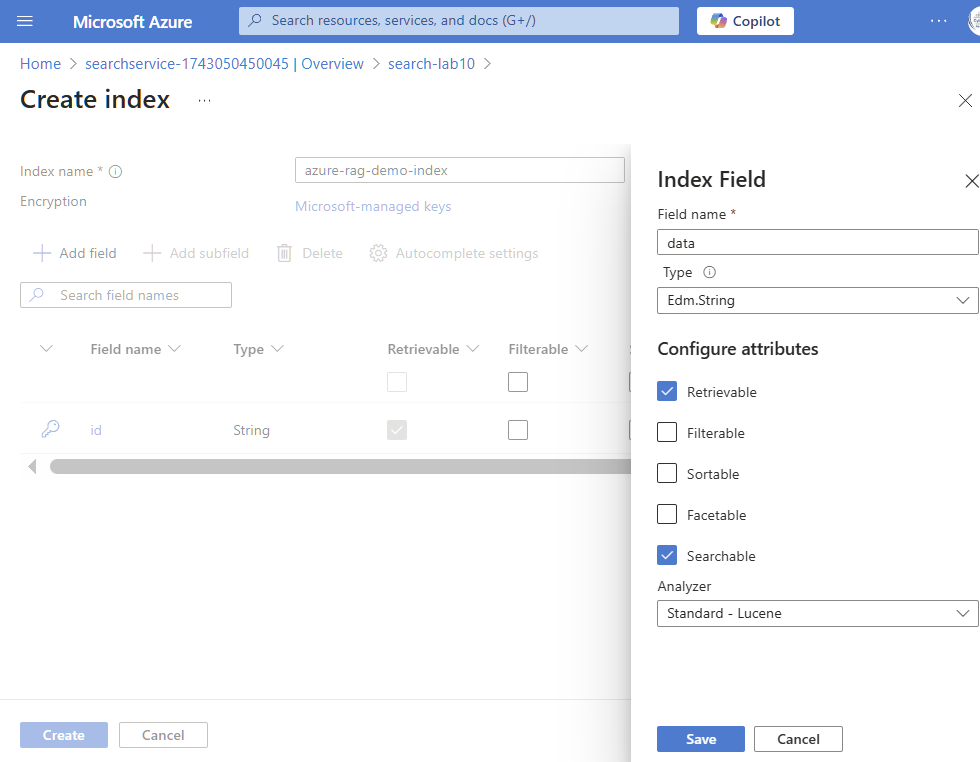 Microsoft Azure
Search resources, services, and docs (G+/)
Copilot
...
Home > searchservice-1743050450045 | Overview > search-lab10 >
Create index ...
Index name *
azure-rag-demo-index
Encryption
Microsoft-managed keys
Add field
Add subfield
Delete
Autocomplete settings
Search field names
Field name
Type
Retrievable
Filterable
id
String
Create
Cancel
Index Field
Field name *
data
Type
Edm.String
Configure attributes
Retrievable
Filterable
Sortable
Facetable
Searchable
Analyzer
Standard - Lucene
Save
Cancel